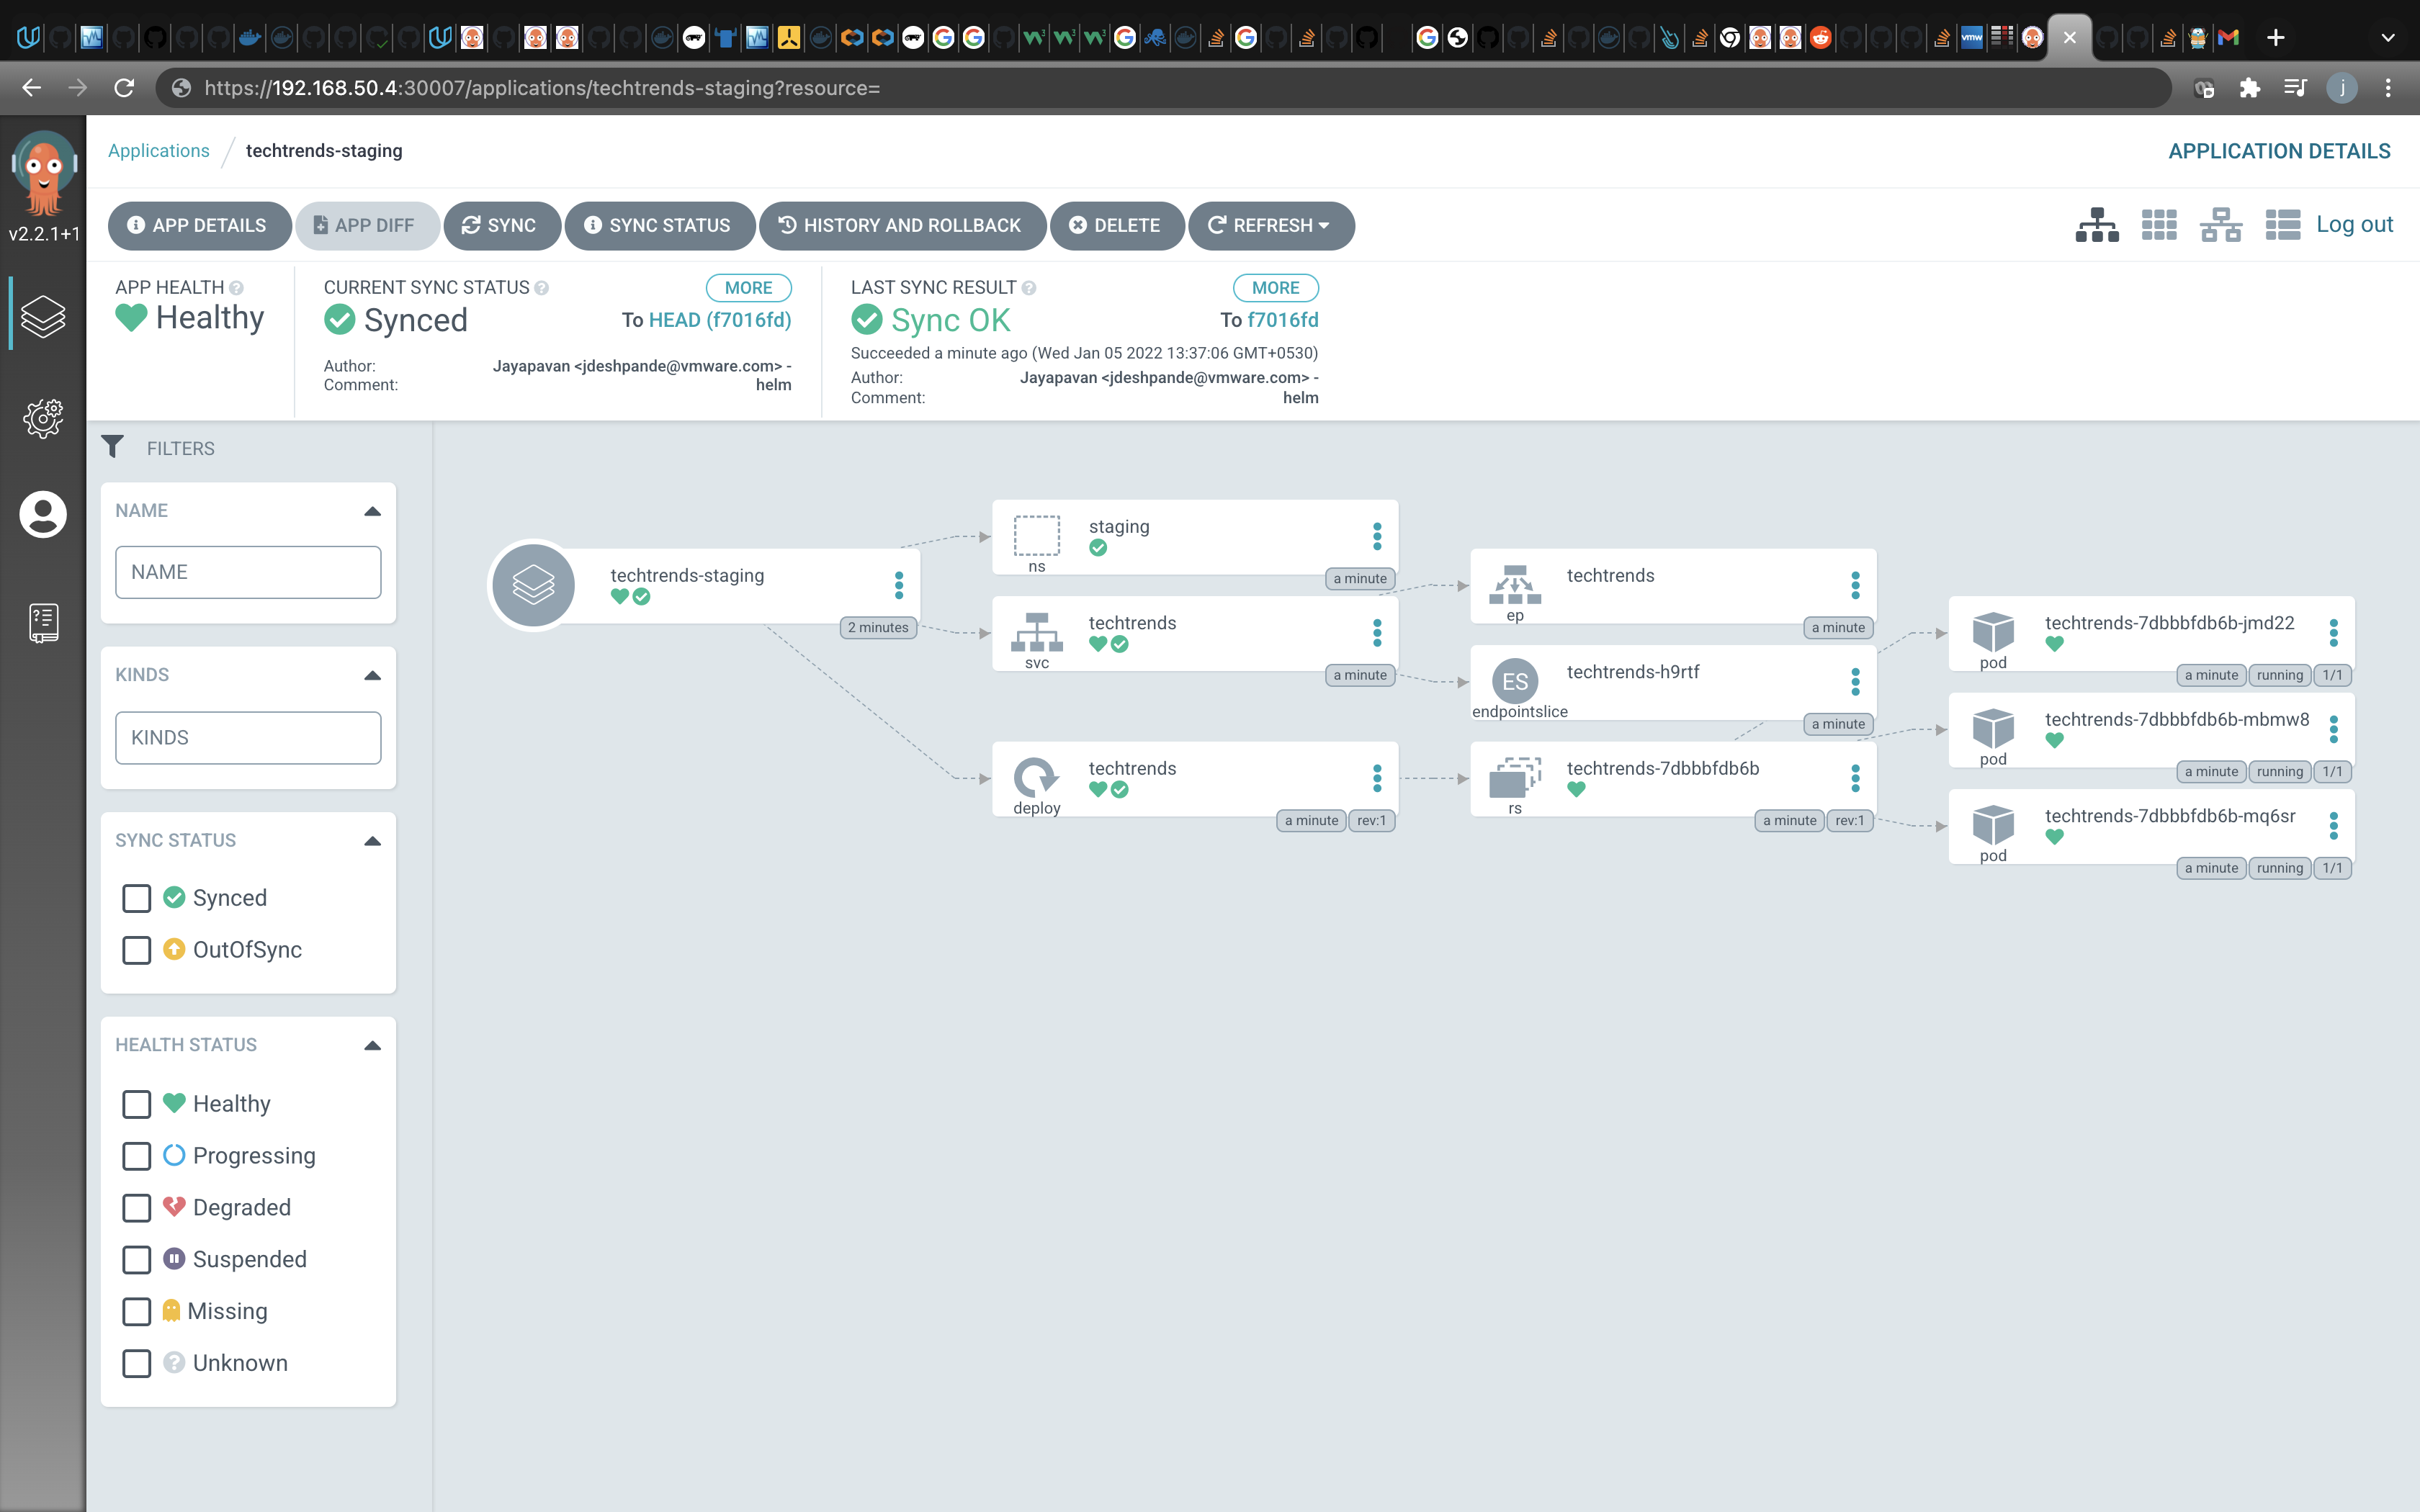 https://192.168.50.4:30007/applications/techtrends-staging?resource=
j
v2.2.1+1
Applications / techtrends-staging
APPLICATION DETAILS
APP DETAILS
APP DIFF
SYNC
SYNC STATUS
HISTORY AND ROLLBACK
DELETE
REFRESH
Log out
APP HEALTH
Healthy
CURRENT SYNC STATUS
MORE
Synced
To HEAD (f7016fd)
Author: Jayapavan <jdeshpande@vmware.com> -
Comment: helm
LAST SYNC RESULT
MORE
Sync OK
To f7016fd
Succeeded a minute ago (Wed Jan 05 2022 13:37:06 GMT+0530)
Author: Jayapavan <jdeshpande@vmware.com> -
Comment: helm
FILTERS
NAME
NAME
KINDS
KINDS
SYNC STATUS
Synced
OutOfSync
HEALTH STATUS
Healthy
Progressing
Degraded
Suspended
Missing
Unknown
techtrends-staging
2 minutes
staging
ns
a minute
techtrends
svc
a minute
techtrends
deploy
a minute rev:1
techtrends
ep
a minute
ES
techtrends-h9rtf
endpointslice
a minute
techtrends-7dbbbfdb6b
rs
a minute rev:1
techtrends-7dbbbfdb6b-jmd22
pod
a minute running 1/1
techtrends-7dbbbfdb6b-mbmw8
pod
a minute running 1/1
techtrends-7dbbbfdb6b-mq6sr
pod
a minute running 1/1